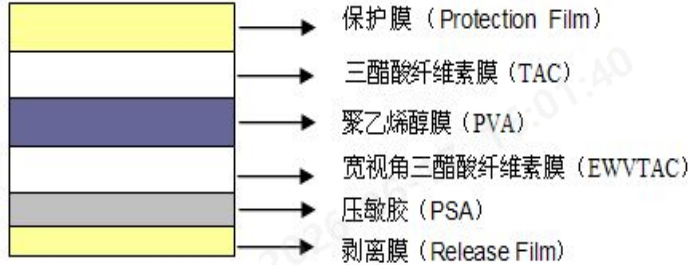 保护膜（Protection Film）
三醋酸纤维素膜（TAC）
聚乙烯醇膜（PVA）
宽视角三醋酸纤维素膜（EWVTAC）
压敏胶（PSA）
剥离膜（Release Film）